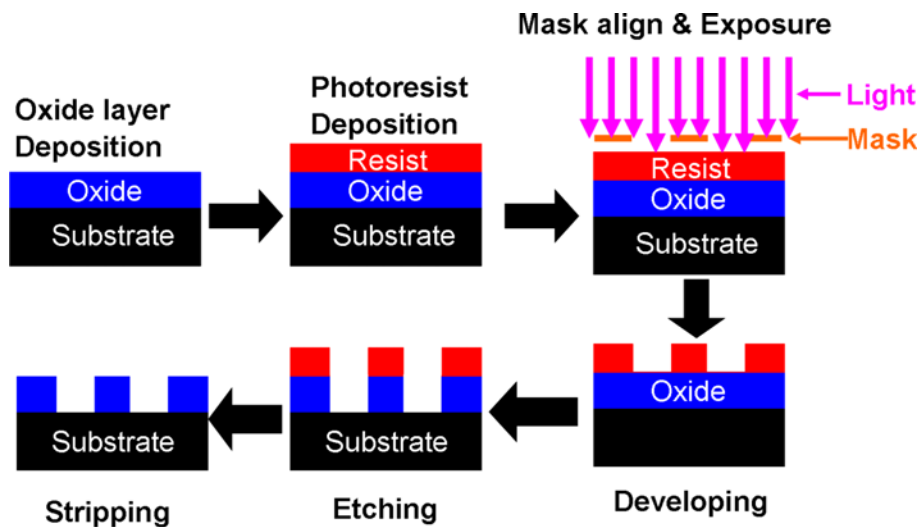 Mask align & Exposure
Oxide layer
Deposition
Photoresist
Deposition
Light
Mask
Oxide
Substrate
Resist
Oxide
Substrate
Resist
Oxide
Substrate
Oxide
Substrate
Substrate
Stripping
Etching
Developing